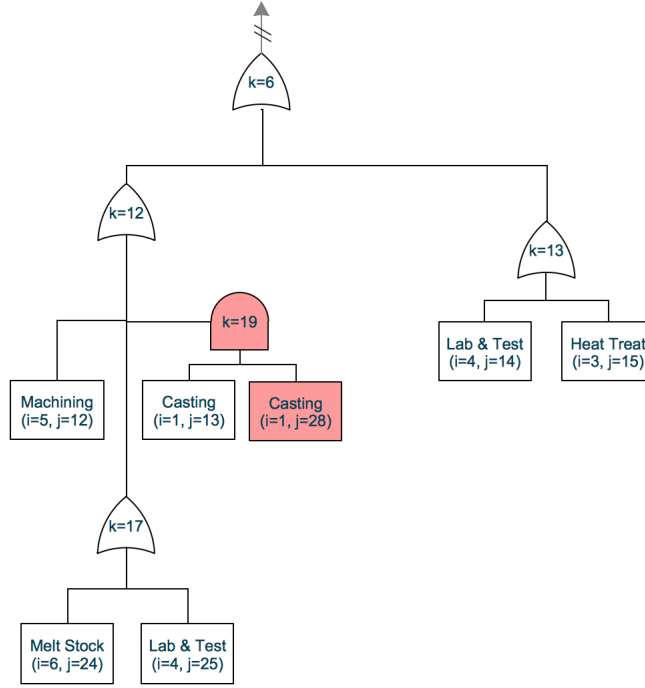 k=6
k=12
k=13
k=19
Lab & Test
(i=4, j=14)
Heat Treat
(i=3, j=15)
Machining
(i=5, j=12)
Casting
(i=1, j=13)
Casting
(i=1, j=28)
k=17
Melt Stock
(i=6, j=24)
Lab & Test
(i=4, j=25)